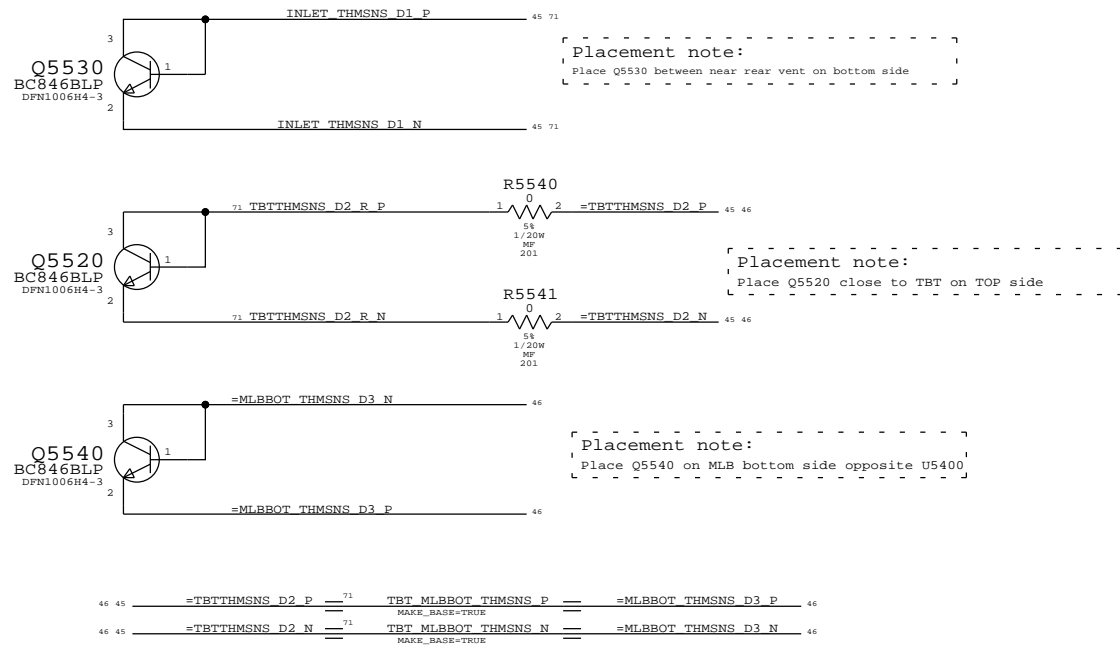 INLET_THMSNS_D1_P
45 71
3
1
Q5530
BC846BLP
DFN1006H4-3
2
INLET_THMSNS_D1_N
45 71
Placement note:
Place Q5530 between near rear vent on bottom side
R5540
0
71 TBTTHMSNS_D2_R_P
1
2
=TBTTHMSNS_D2_P
45 46
5%
1/20W
MF
201
3
1
Q5520
BC846BLP
DFN1006H4-3
2
Placement note:
Place Q5520 close to TBT on TOP side
R5541
0
71 TBTTHMSNS_D2_R_N
1
2
=TBTTHMSNS_D2_N
45 46
5%
1/20W
MF
201
=MLBBOT_THMSNS_D3_N
46
3
1
Q5540
BC846BLP
DFN1006H4-3
2
=MLBBOT_THMSNS_D3_P
46
Placement note:
Place Q5540 on MLB bottom side opposite U5400
46 45 =TBTTHMSNS_D2_P 71 TBT_MLBBOT_THMSNS_P =MLBBOT_THMSNS_D3_P 46
MAKE_BASE=TRUE
46 45 =TBTTHMSNS_D2_N 71 TBT_MLBBOT_THMSNS_N =MLBBOT_THMSNS_D3_N 46
MAKE_BASE=TRUE